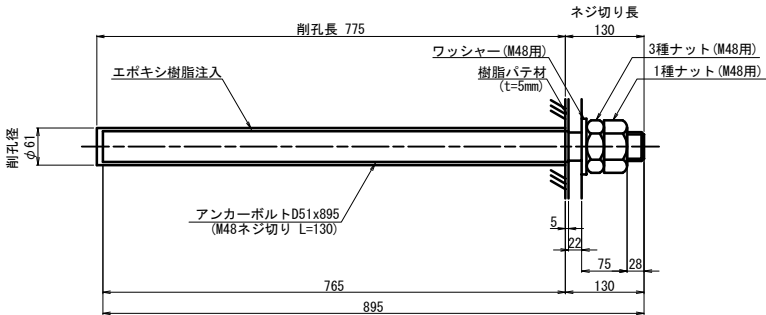 ネジ切り長
削孔長 775
130
ワッシャー(M48用)
3種ナット(M48用)
エポキシ樹脂注入
樹脂パテ材
(t=5mm)
1種ナット(M48用)
削孔径
φ61
アンカーボルトD51x895
(M48ネジ切り L=130)
5
22
75
28
765
130
895